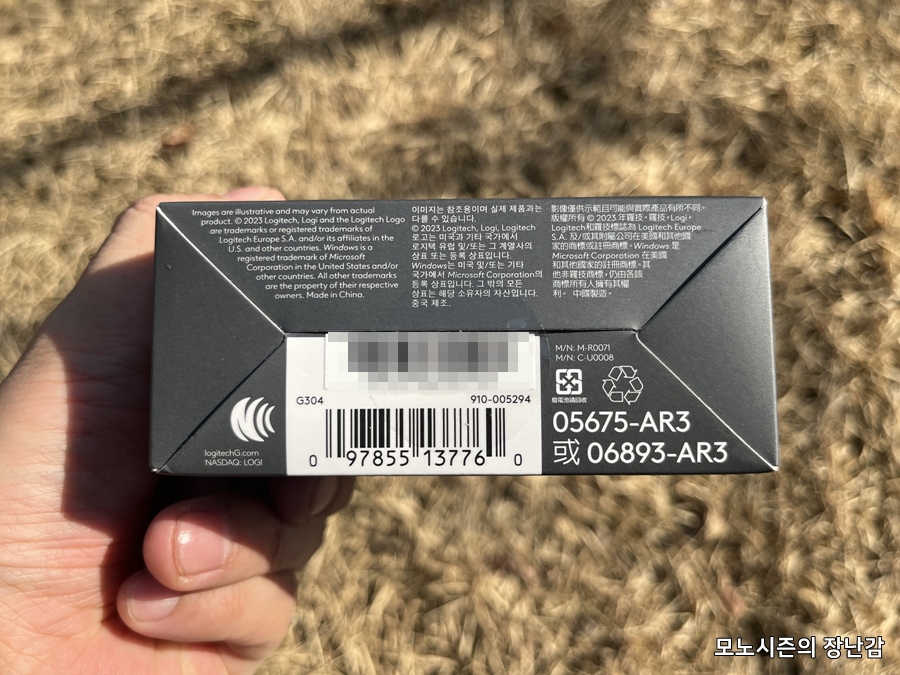 Images are illustrative and may vary from actual
product. © 2023 Logitech, Logi and the Logitech Logo
are trademarks or registered trademarks of
Logitech Europe S.A. and/or its affiliates in the
U.S. and other countries. Windows is a
registered trademark of Microsoft
Corporation in the United States and/or
other countries. All other trademarks
are the property of their respective
owners. Made in China.
이미지는 참조용이며 실제 제품과는
다를 수 있습니다.
© 2023 Logitech, Logi, Logitech
로고는 미국과 기타 국가에서
로지텍 유럽 및/또는 그 계열사의
상표 또는 등록 상표입니다.
Windows는 미국 및/또는 기타
국가에서 Microsoft Corporation의
등록 상표입니다. 그 밖의 모든
상표는 해당 소유자의 자산입니다.
중국 제조.
影像僅供示範目可能與實際產品有所不同。
版權所有 © 2023 年羅技。羅技，Logi，
Logitech和羅技標誌為 Logitech Europe
S.A. 及/或其附屬公司在美國和其他國
家的商標或註冊商標。Windows 是
Microsoft Corporation 在美國
和其他國家的註冊商標。其
他非羅技商標，仍由各該
商標所有人擁有其權
利。 中國製造。
M/N: M-R0071
M/N: C-U0008
廢電池請回收
G304
910-005294
0 97855 13776 0
05675-AR3
或 06893-AR3
logitechG.com
NASDAQ: LOGI
모노시즌의 장난감